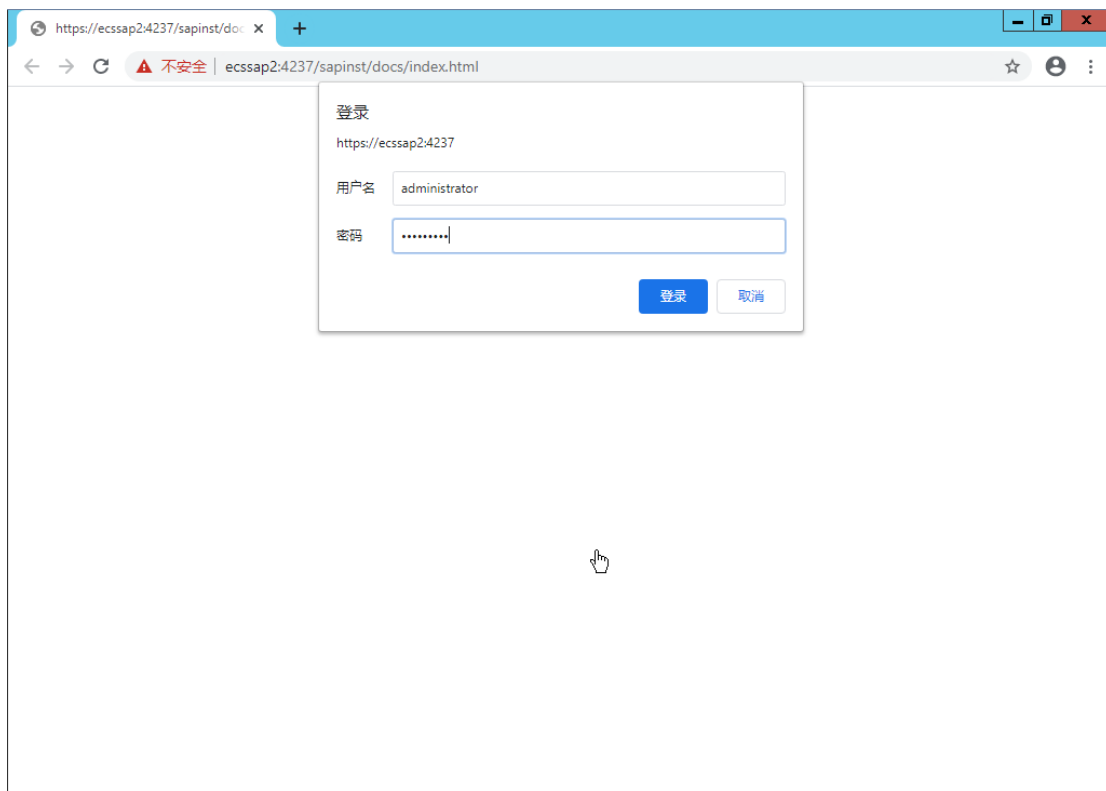 https://ecssap2:4237/sapinst/doc
不安全 ecssap2:4237/sapinst/docs/index.html
登录
https://ecssap2:4237
用户名 administrator
密码 •••••••••
登录 取消